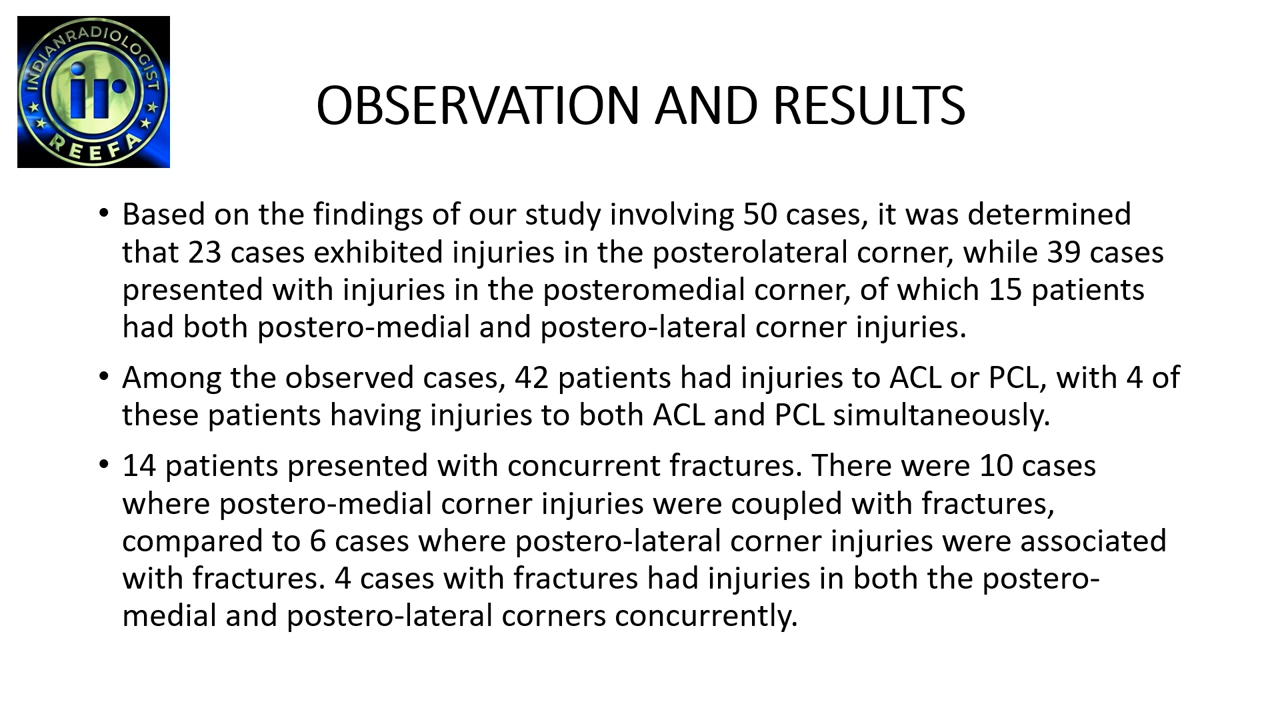 INDIANRADIOLOGIST
ir
REEFA
OBSERVATION AND RESULTS
• Based on the findings of our study involving 50 cases, it was determined
that 23 cases exhibited injuries in the posterolateral corner, while 39 cases
presented with injuries in the posteromedial corner, of which 15 patients
had both postero-medial and postero-lateral corner injuries.
• Among the observed cases, 42 patients had injuries to ACL or PCL, with 4 of
these patients having injuries to both ACL and PCL simultaneously.
• 14 patients presented with concurrent fractures. There were 10 cases
where postero-medial corner injuries were coupled with fractures,
compared to 6 cases where postero-lateral corner injuries were associated
with fractures. 4 cases with fractures had injuries in both the postero-
medial and postero-lateral corners concurrently.